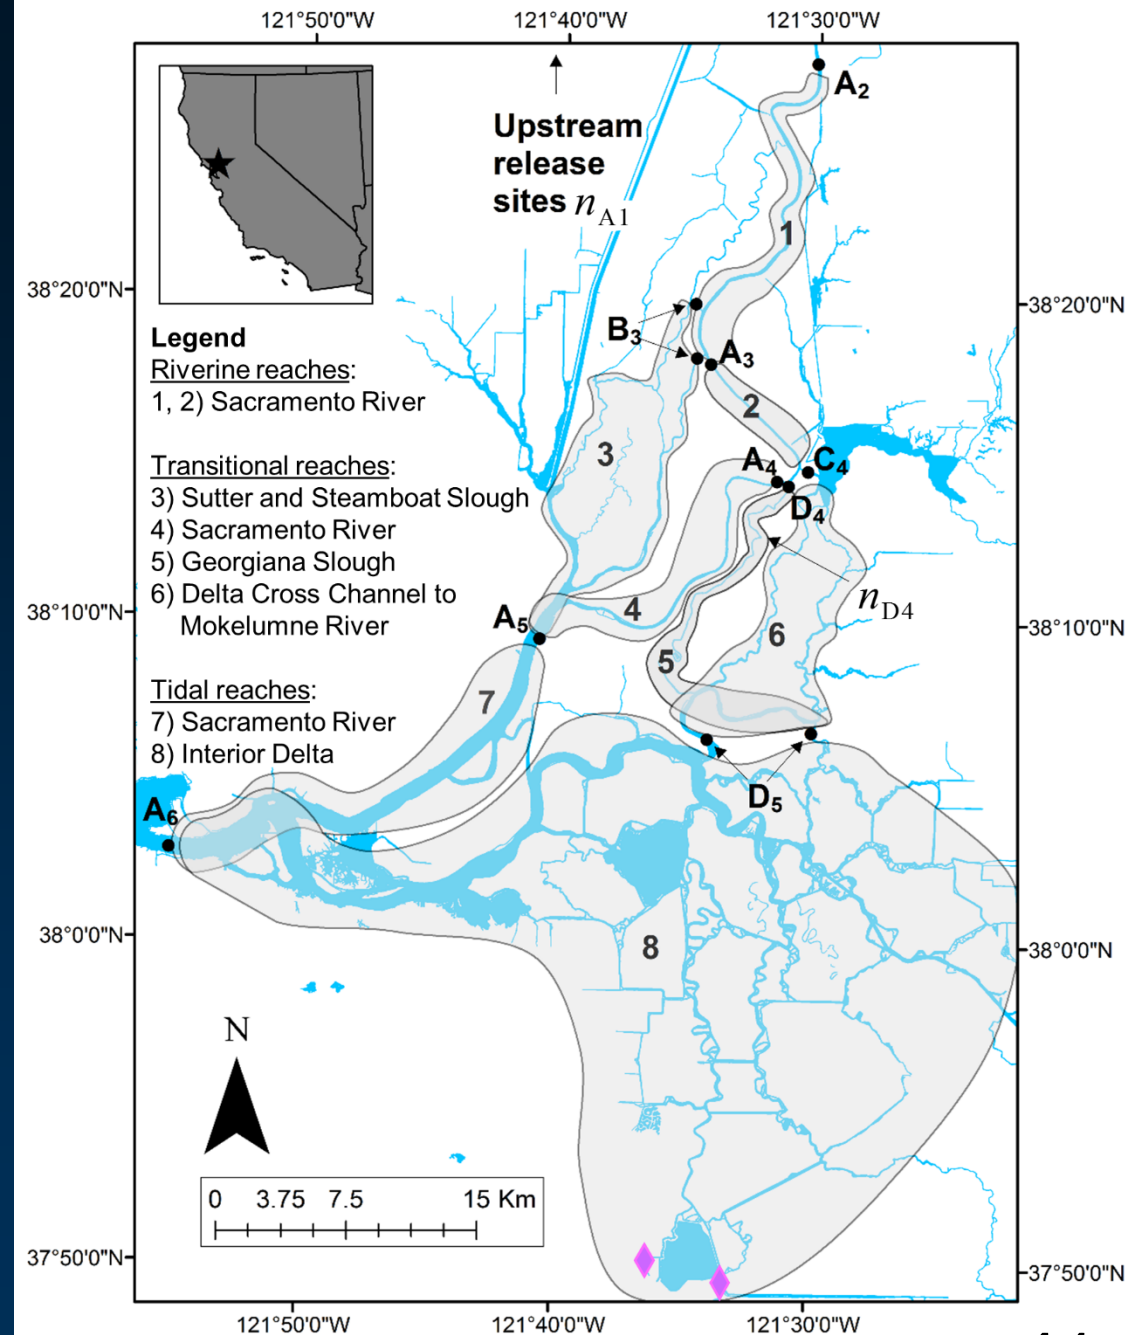 121°50'0"W
121°40'0"W
121°30'0"W
A2
Upstream
release
sites nA1
1
38°20'0"N
38°20'0"N
B3
A3
Legend
Riverine reaches:
1, 2) Sacramento River
2
3
A4
C4
D4
Transitional reaches:
3) Sutter and Steamboat Slough
4) Sacramento River
5) Georgiana Slough
6) Delta Cross Channel to
Mokelumne River
nD4
38°10'0"N
38°10'0"N
A5
4
5
6
Tidal reaches:
7) Sacramento River
8) Interior Delta
7
D5
A6
38°0'0"N
38°0'0"N
8
N
0 3.75 7.5 15 Km
37°50'0"N
37°50'0"N
121°50'0"W
121°40'0"W
121°30'0"W